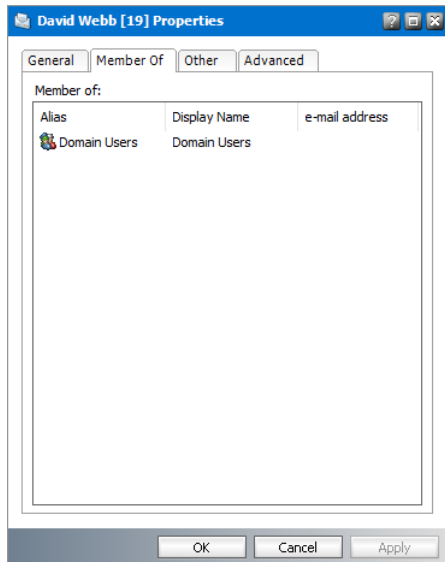 David Webb [19] Properties
General Member Of Other Advanced
Member of:
Alias Display Name e-mail address
Domain Users Domain Users
OK Cancel Apply